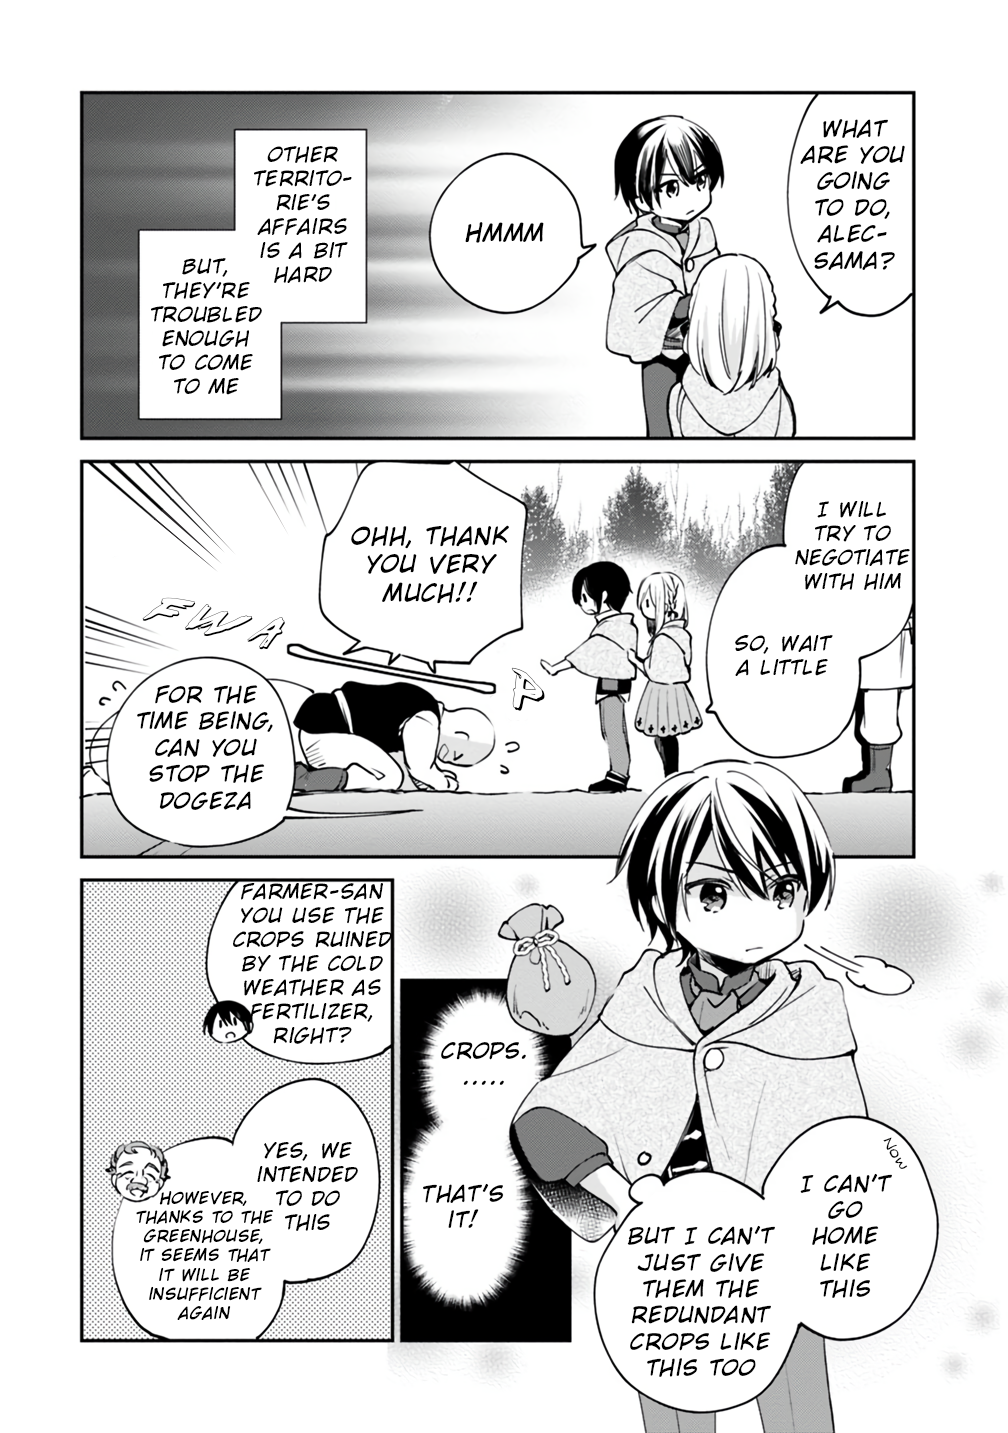 WHAT
ARE YOU
GOING
TO DO,
ALEC-
SAMA?
HMMM
OTHER
TERRITO-
RIE'S
AFFAIRS
IS A BIT
HARD
BUT,
THEY'RE
TROUBLED
ENOUGH
TO COME
TO ME
I WILL
TRY TO
NEGOTIATE
WITH HIM
SO, WAIT
A LITTLE
OHH, THANK
YOU VERY
MUCH!!
FWA
P
FOR THE
TIME BEING,
CAN YOU
STOP THE
DOGEZA
I CAN'T
GO
HOME
LIKE
THIS
NOW
BUT I CAN'T
JUST GIVE
THEM THE
REDUNDANT
CROPS LIKE
THIS TOO
CROPS.
.....
THAT'S
IT!
FARMER-SAN
YOU USE THE
CROPS RUINED
BY THE COLD
WEATHER AS
FERTILIZER,
RIGHT?
YES, WE
INTENDED
TO DO
THIS
HOWEVER,
THANKS TO THE
GREENHOUSE,
IT SEEMS THAT
IT WILL BE
INSUFFICIENT
AGAIN